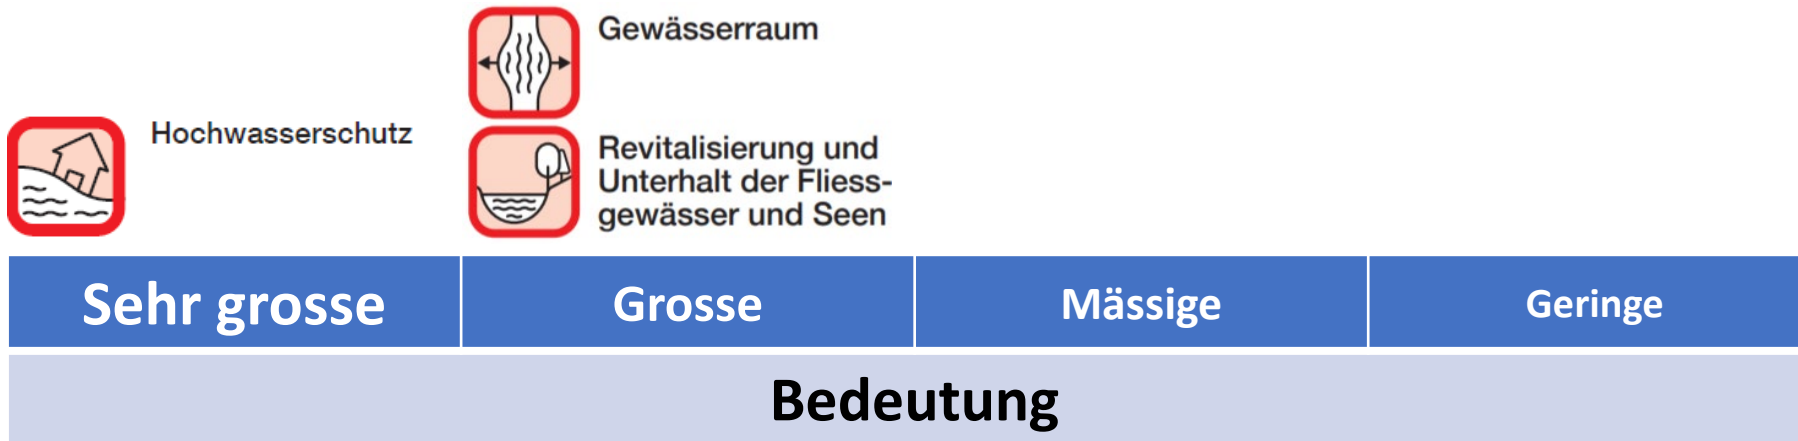 Gewässerraum
Hochwasserschutz
Revitalisierung und
Unterhalt der Fliess-
gewässer und Seen
Sehr grosse
Grosse
Mässige
Geringe
Bedeutung